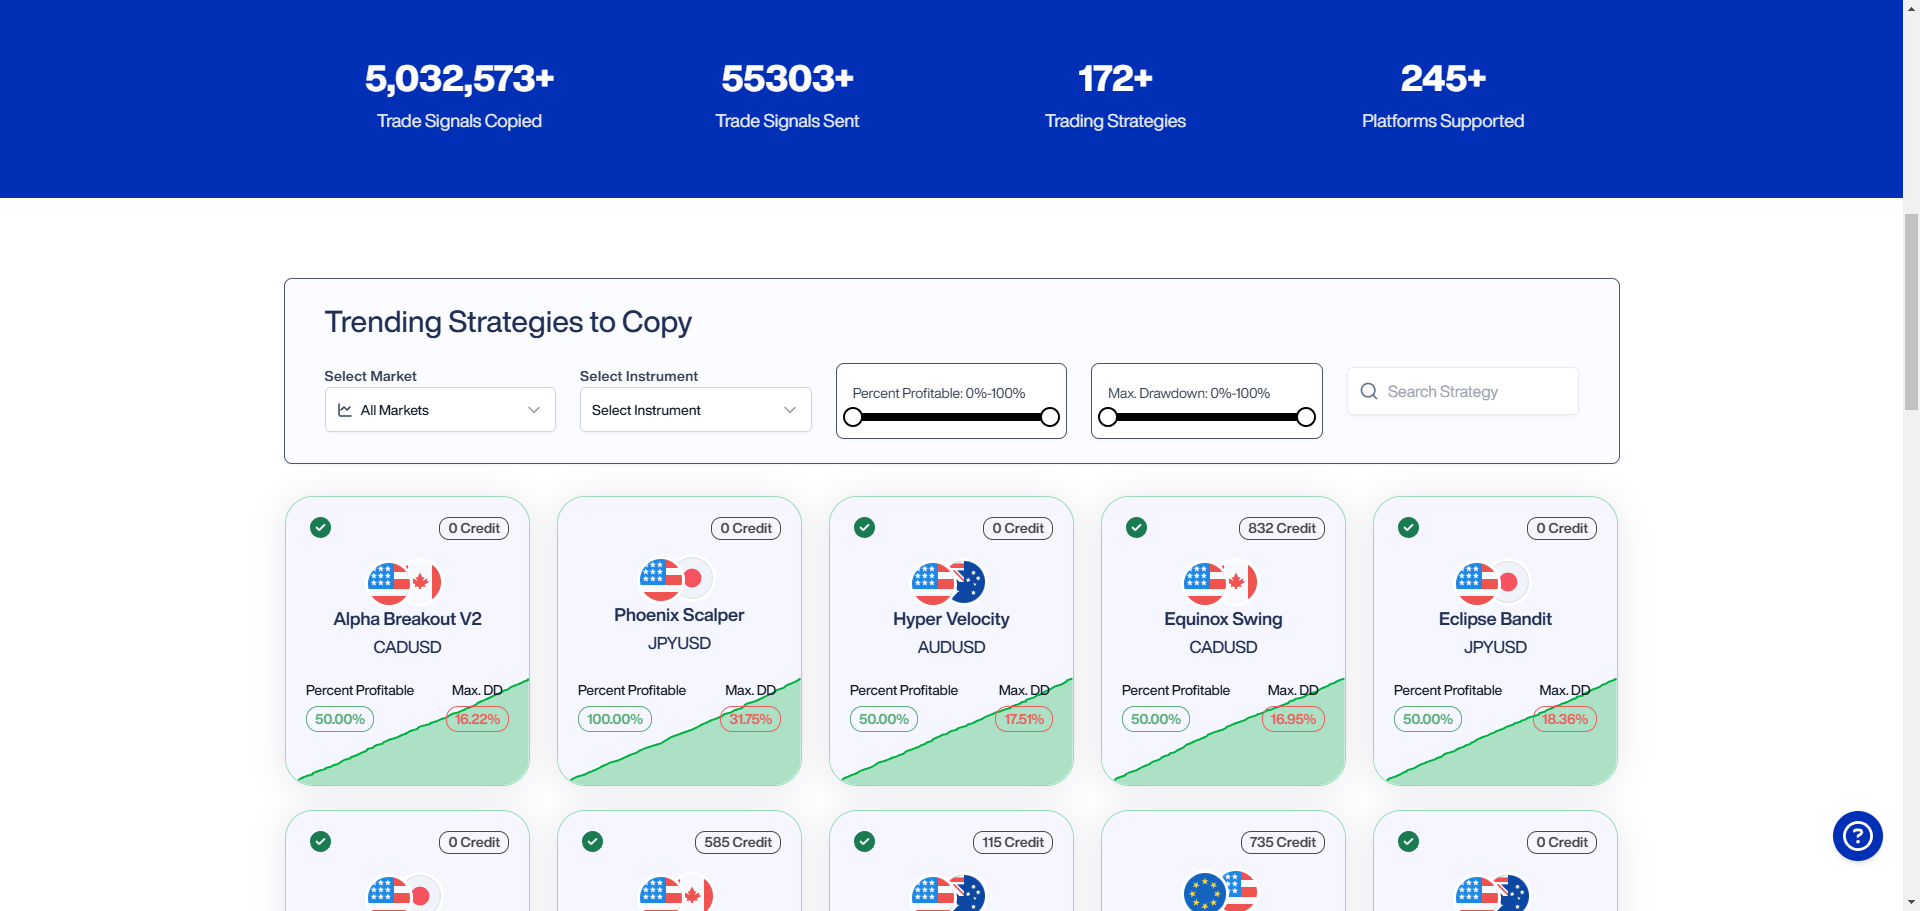 5,032,573+
Trade Signals Copied
55303+
Trade Signals Sent
172+
Trading Strategies
245+
Platforms Supported
Trending Strategies to Copy
Select Market
All Markets
Select Instrument
Select Instrument
Percent Profitable: 0%-100%
Max. Drawdown: 0%-100%
Search Strategy
0 Credit
Alpha Breakout V2
CADUSD
Percent Profitable
Max. DD
50.00%
16.22%
0 Credit
Phoenix Scalper
JPYUSD
Percent Profitable
Max. DD
100.00%
31.75%
0 Credit
Hyper Velocity
AUDUSD
Percent Profitable
Max. DD
50.00%
17.51%
832 Credit
Equinox Swing
CADUSD
Percent Profitable
Max. DD
50.00%
16.95%
0 Credit
Eclipse Bandit
JPYUSD
Percent Profitable
Max. DD
50.00%
18.36%
0 Credit
585 Credit
115 Credit
735 Credit
0 Credit